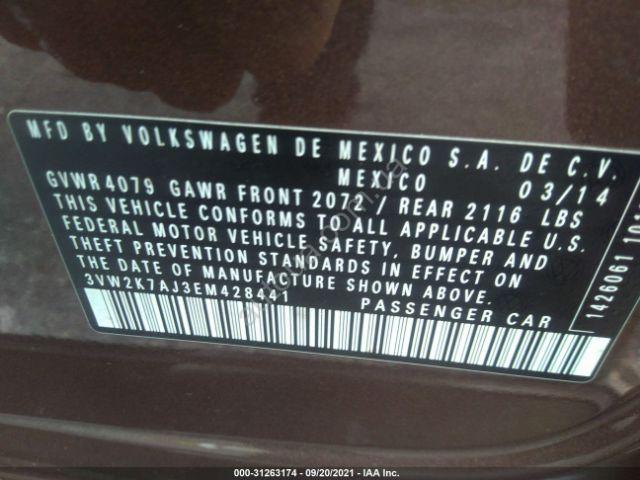 MFD BY VOLKSWAGEN DE MEXICO S.A. DE C.V.
MEXICO 03/14
GVWR 4079 GAWR FRONT 2072 / REAR 2116 LBS
THIS VEHICLE CONFORMS TO ALL APPLICABLE U.S.
FEDERAL MOTOR VEHICLE SAFETY, BUMPER AND
THEFT PREVENTION STANDARDS IN EFFECT ON
THE DATE OF MANUFACTURE SHOWN ABOVE.
3VW2K7AJ3EM428441
PASSENGER CAR
1426061 10
000-31263174 - 09/20/2021 - IAA Inc.